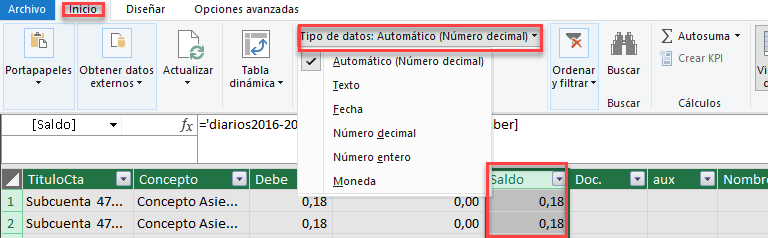 Archivo Inicio Diseñar Opciones avanzadas
Tipo de datos: Automático (Número decimal)
Automático (Número decimal)
Texto
Fecha
Número decimal
Número entero
Moneda
Portapapeles
Obtener datos
externos
Actualizar
Tabla
dinámica
Ordenar
y filtrar
Buscar
Buscar
Autosuma
Crear KPI
Cálculos
Vi
[Saldo] fx ='diarios2016-20 ber]
TituloCta Concepto Debe Saldo Doc. aux Nombre
1 Subcuenta 47... Concepto Asie... 0,18 0,00 0,18
2 Subcuenta 47... Concepto Asie... 0,18 0,00 0,18